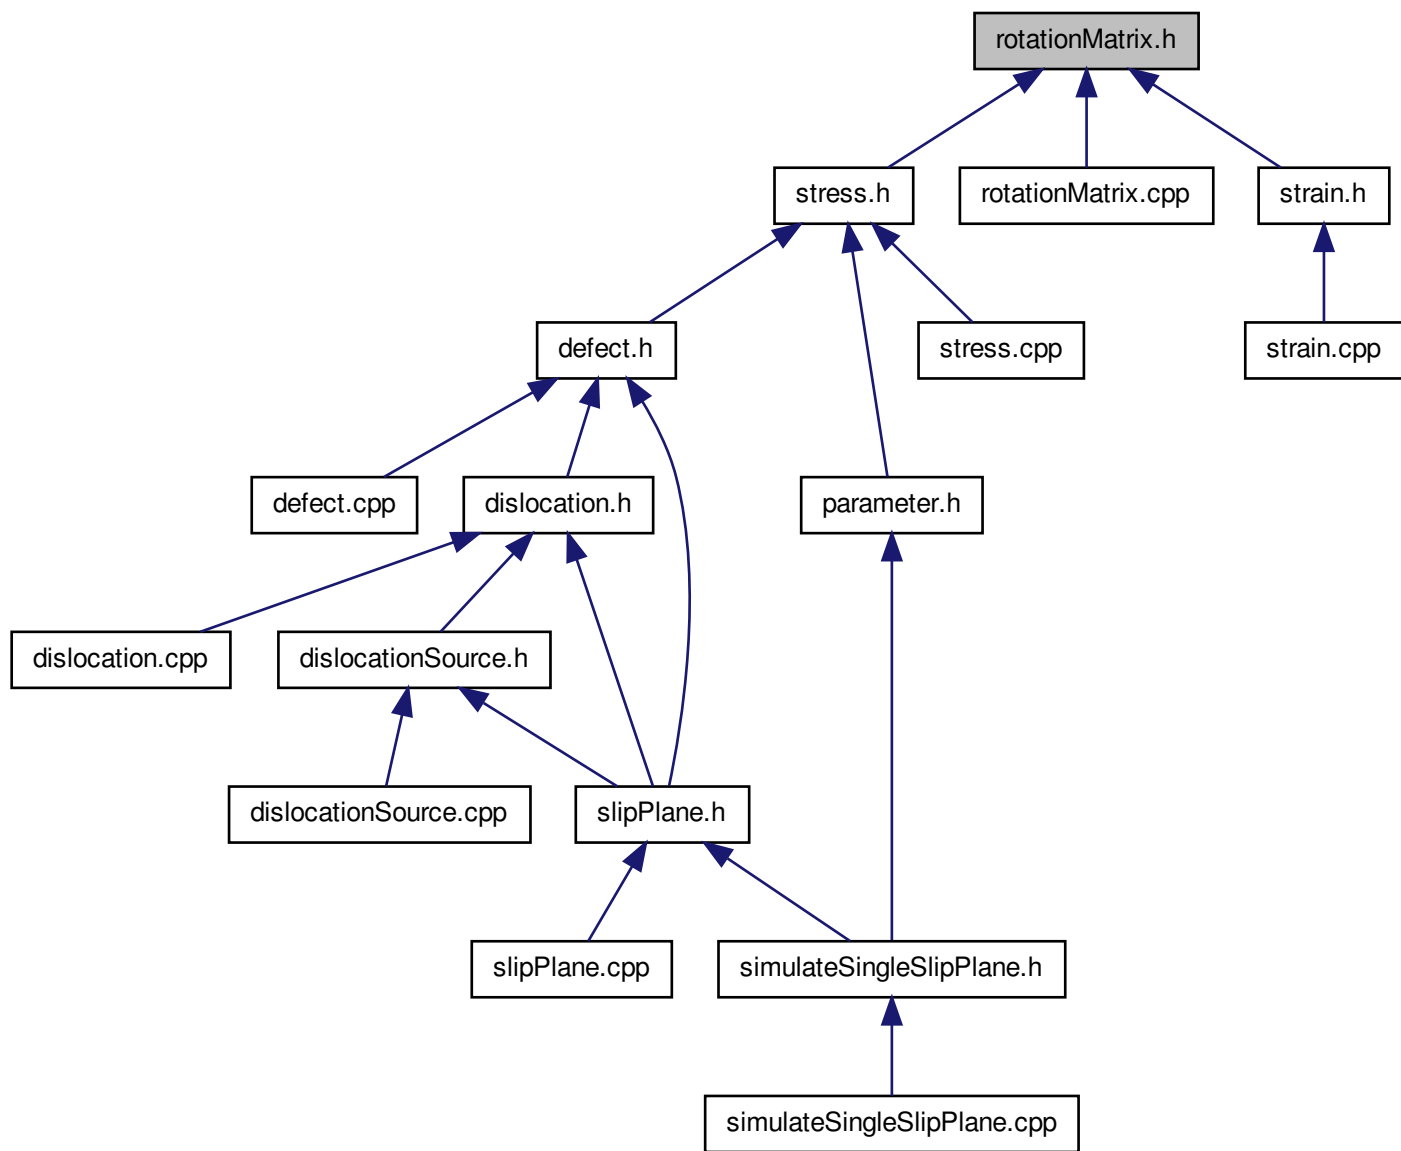 rotationMatrix.h
stress.h
rotationMatrix.cpp
strain.h
defect.h
stress.cpp
strain.cpp
defect.cpp
dislocation.h
parameter.h
dislocation.cpp
dislocationSource.h
dislocationSource.cpp
slipPlane.h
slipPlane.cpp
simulateSingleSlipPlane.h
simulateSingleSlipPlane.cpp